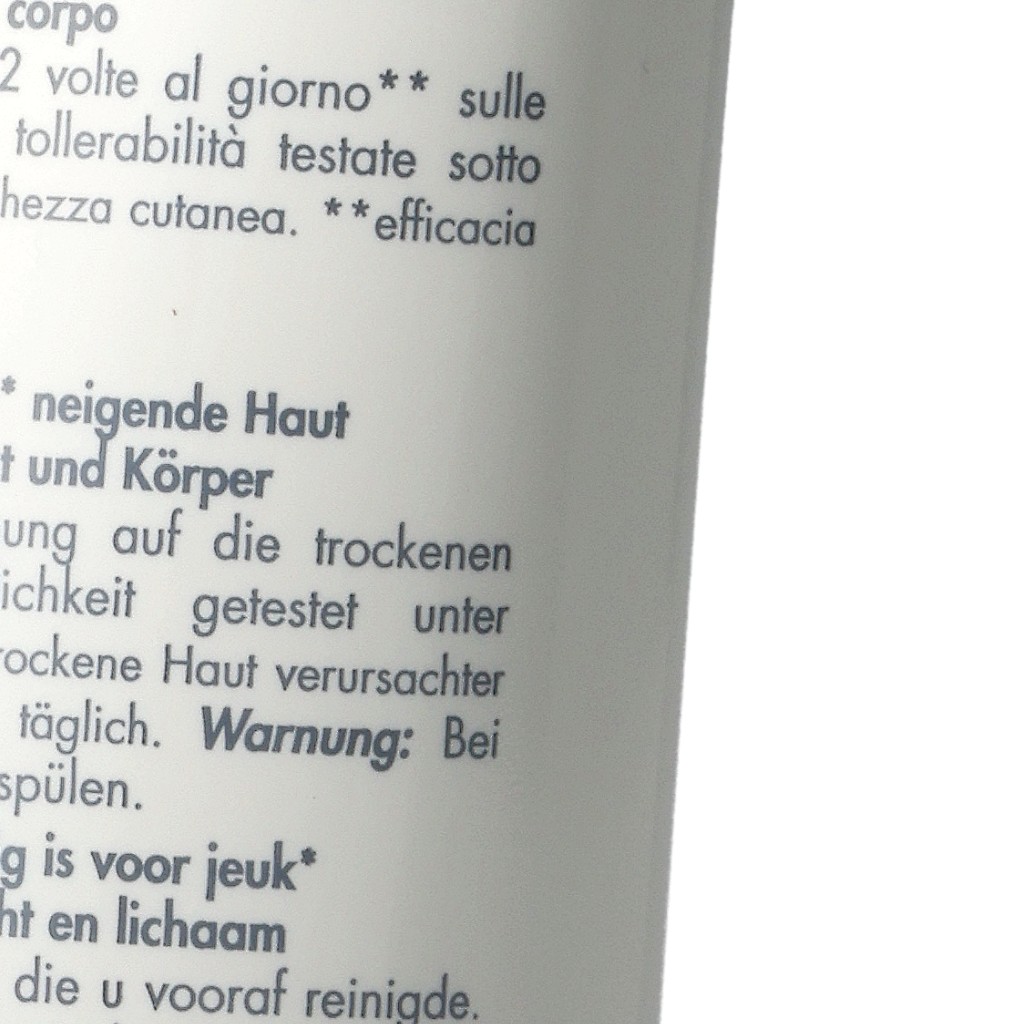 corpo
2 volte al giorno** sulle
tollerabilità testate sotto
hezza cutanea. **efficacia
* neigende Haut
t und Körper
ung auf die trockenen
ichkeit getestet unter
rockene Haut verursachter
täglich. Warnung: Bei
spülen.
g is voor jeuk*
ht en lichaam
die u vooraf reinigde.